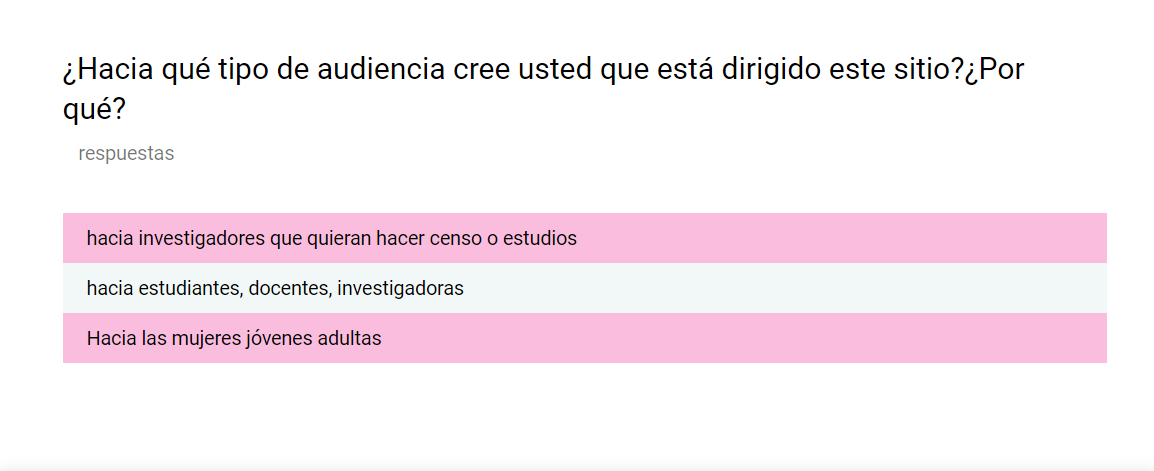 ¿Hacia qué tipo de audiencia cree usted que está dirigido este sitio?¿Por
qué?
respuestas
hacia investigadores que quieran hacer censo o estudios
hacia estudiantes, docentes, investigadoras
Hacia las mujeres jóvenes adultas